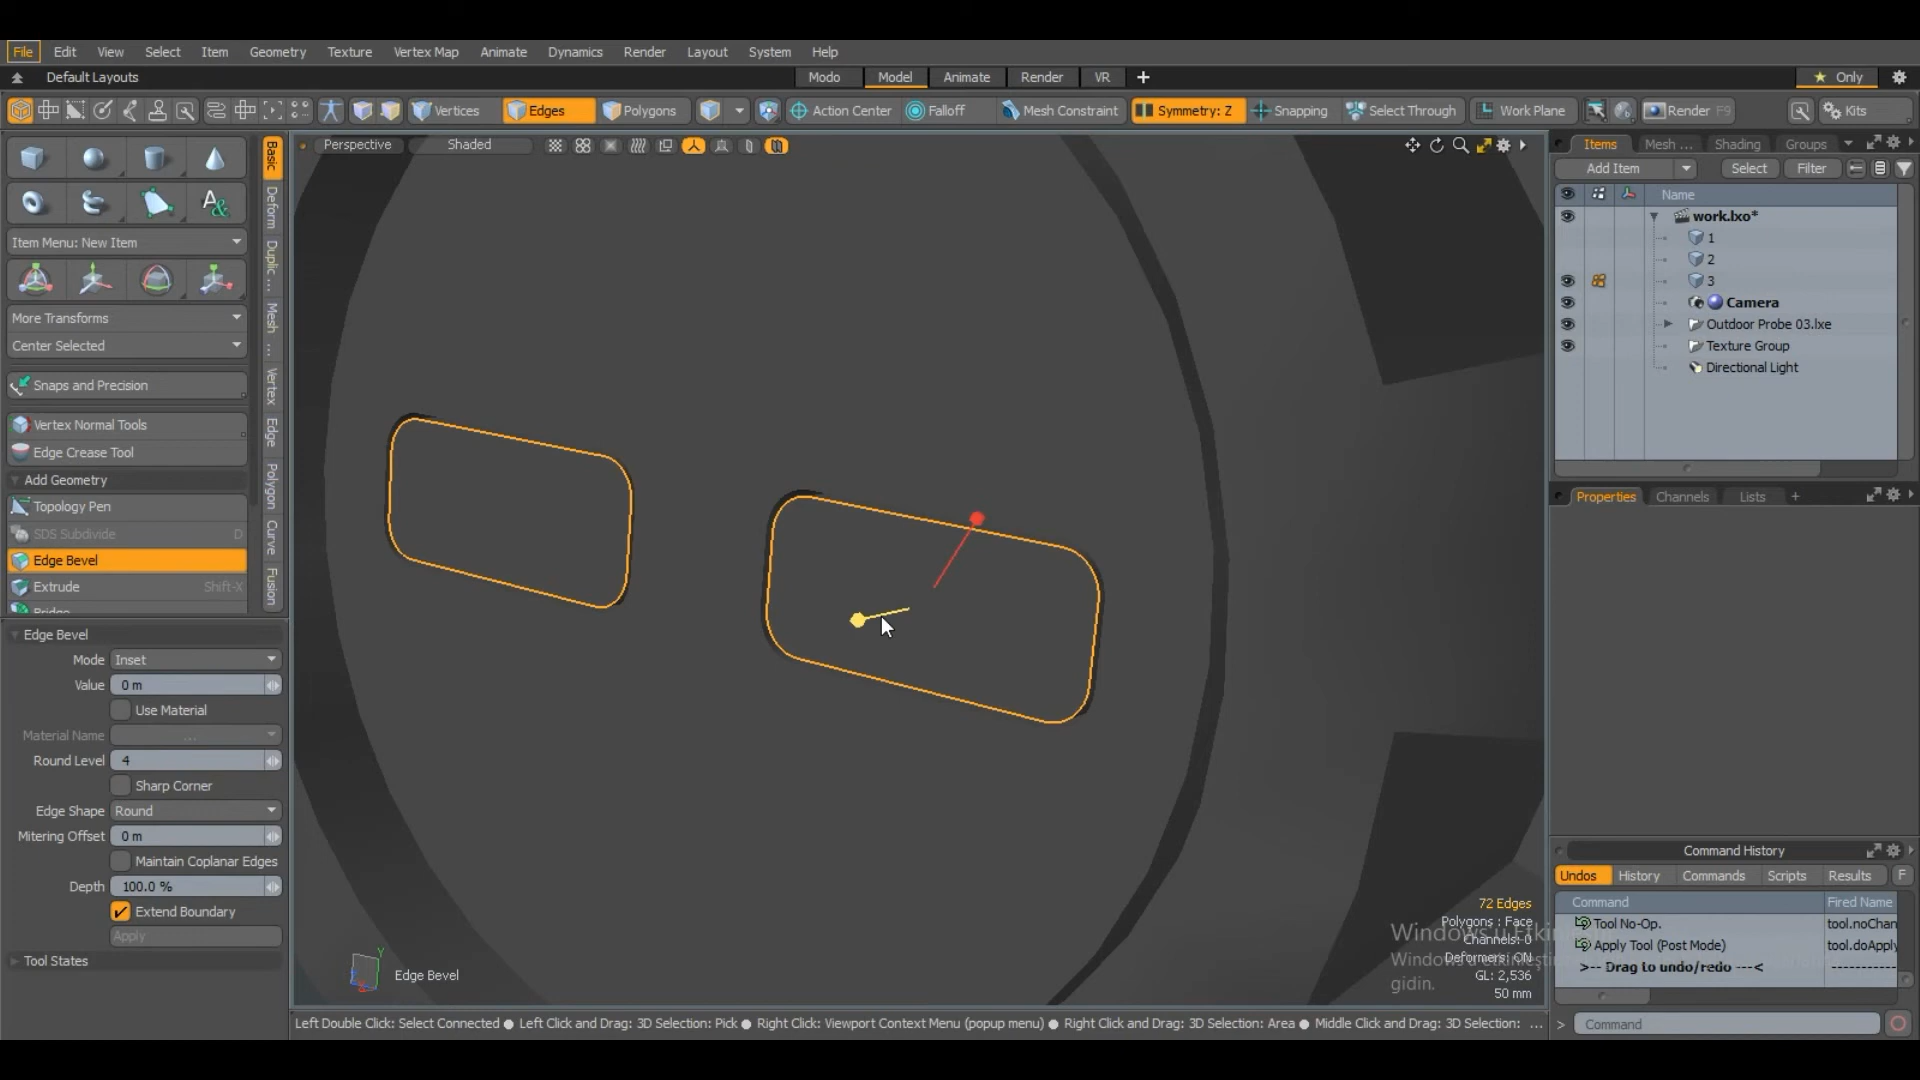 File Edit View Select Item Geometry Texture Vertex Map Animate Dynamics Render Layout System Help
Default Layouts Modo Model Animate Render VR + Only
Vertices Edges Polygons Action Center Falloff Mesh Constraint Symmetry: Z Snapping Select Through Work Plane Render F9 Kits
Perspective Shaded
Basic
Deform
Duplic ...
Mesh ...
Vertex
Edge
Polygon
Curve
Fusion
Item Menu: New Item
More Transforms
Center Selected
Snaps and Precision
Vertex Normal Tools
Edge Crease Tool
Add Geometry
Topology Pen
SDS Subdivide D
Edge Bevel
Extrude Shift-X
Bridge
Edge Bevel
Mode Inset
Value 0 m
Use Material
Material Name ...
Round Level 4
Sharp Corner
Edge Shape Round
Mitering Offset 0 m
Maintain Coplanar Edges
Depth 100.0 %
Extend Boundary
Apply
Tool States
Y
Edge Bevel
72 Edges
Polygons : Face
Channels: 0
Deformers: ON
GL: 2,536
50 mm
gidin.
Left Double Click: Select Connected ● Left Click and Drag: 3D Selection: Pick ● Right Click: Viewport Context Menu (popup menu) ● Right Click and Drag: 3D Selection: Area ● Middle Click and Drag: 3D Selection: ...
Items Mesh ... Shading Groups
Add Item Select Filter
Name
work.lxo*
1
2
3
Camera
Outdoor Probe 03.lxe
Texture Group
Directional Light
Properties Channels Lists +
Command History
Undos History Commands Scripts Results F
Command Fired Name
Tool No-Op. tool.noChan
Apply Tool (Post Mode) tool.doApply
>-- Drag to undo/redo ---< ----------
> Command